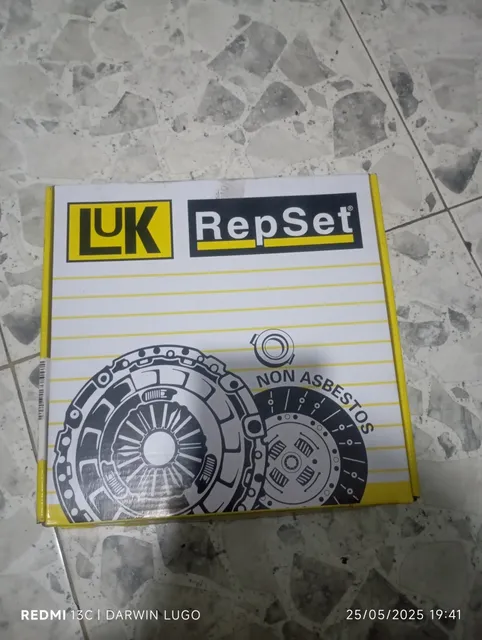 LUK
RepSet®
NON ASBESTOS
REDMI 13C | DARWIN LUGO
25/05/2025 19:41